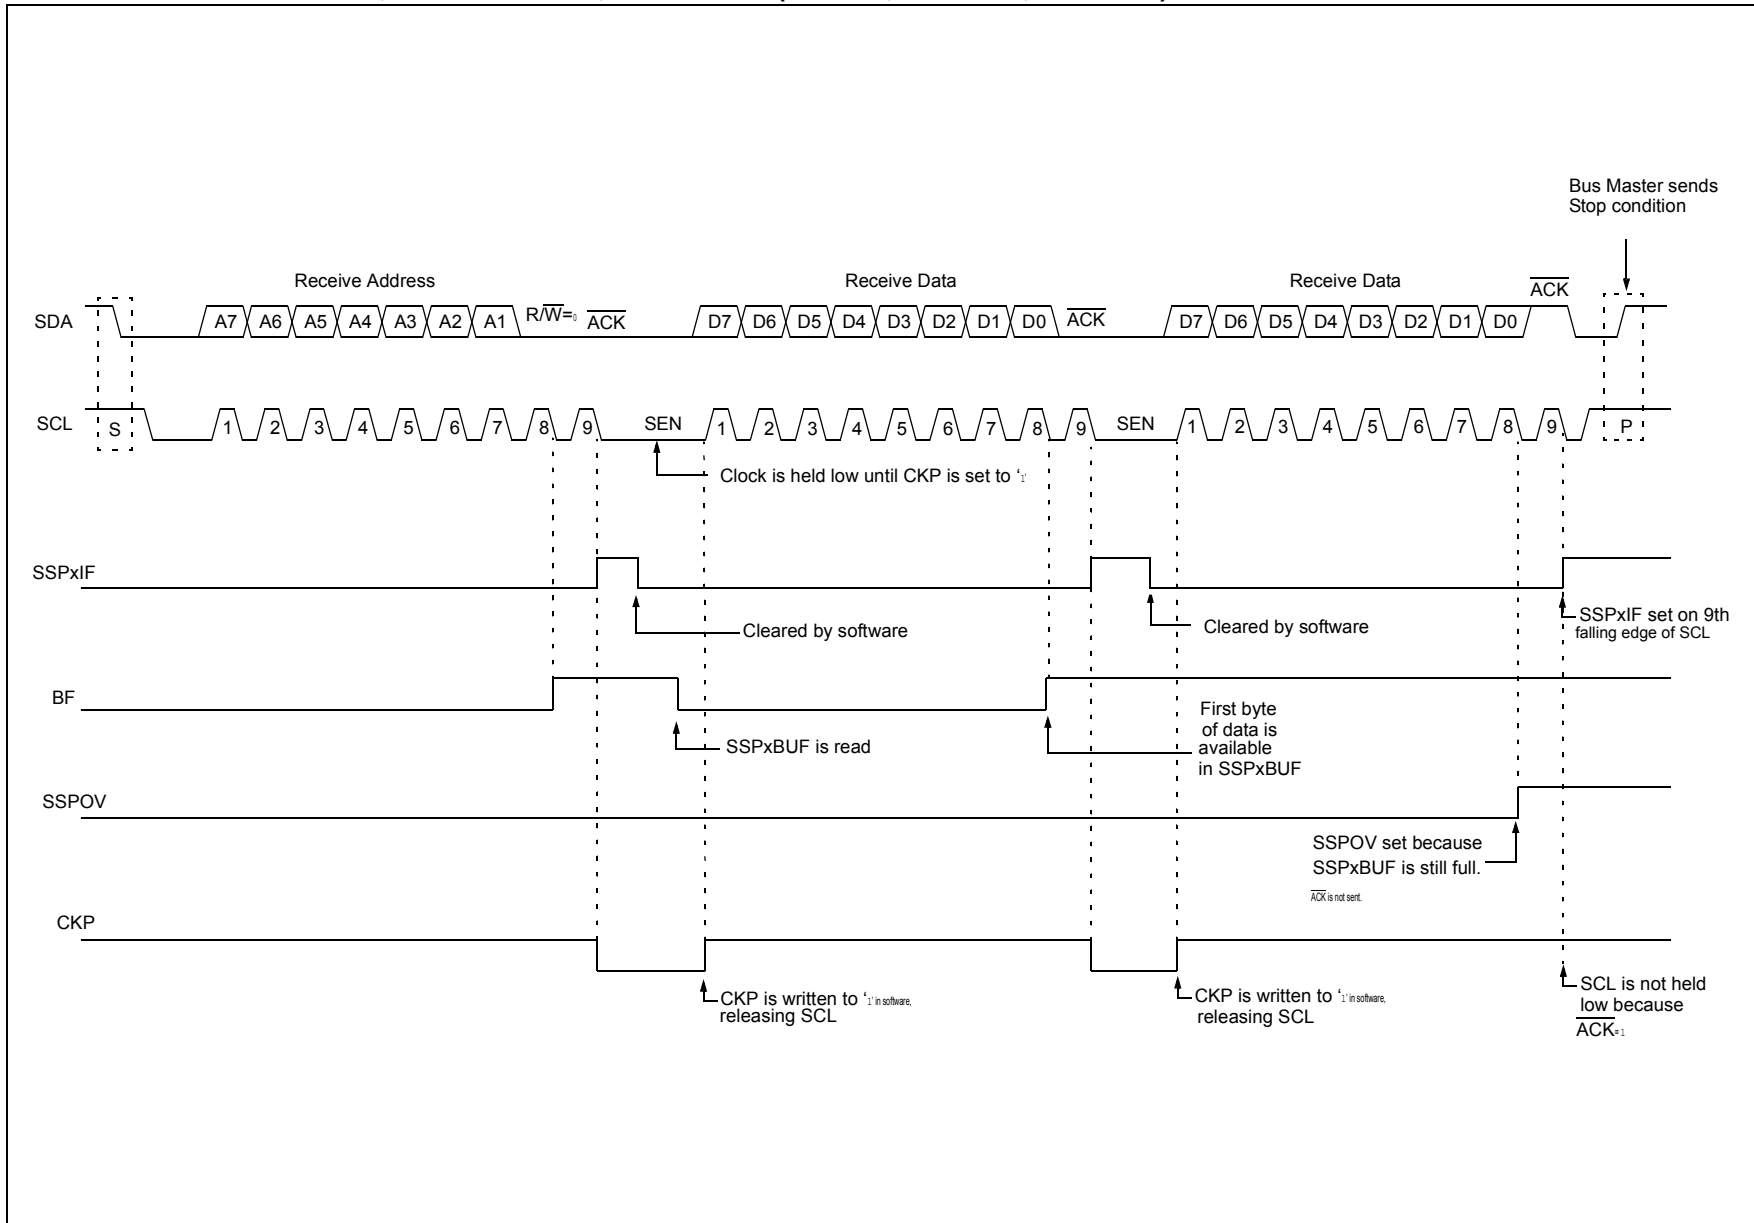 Bus Master sends
Stop condition
Receive Address
Receive Data
Receive Data
ACK
SDA
A7 A6 A5 A4 A3 A2 A1 R/W=0 ACK D7 D6 D5 D4 D3 D2 D1 D0 ACK D7 D6 D5 D4 D3 D2 D1 D0
SCL
S 1 2 3 4 5 6 7 8 9 SEN 1 2 3 4 5 6 7 8 9 SEN 1 2 3 4 5 6 7 8 9 P
Clock is held low until CKP is set to ‘1’
SSPxIF
Cleared by software
Cleared by software
SSPxIF set on 9th
falling edge of SCL
BF
SSPxBUF is read
First byte
of data is
available
in SSPxBUF
SSPOV
SSPOV set because
SSPxBUF is still full.
ACK is not sent.
CKP
CKP is written to ‘1’ in software,
releasing SCL
CKP is written to ‘1’ in software,
releasing SCL
SCL is not held
low because
ACK= 1